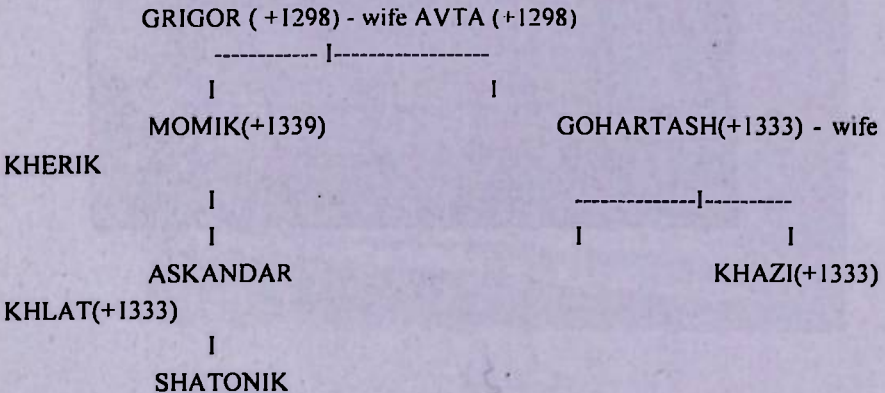 GRIGOR ( +1298) - wife AVTA (+1298)
------------ I------------------
I I
MOMIK(+1339) GOHARTASH(+1333) - wife
KHERIK
I --------------I----------
I I I
ASKANDAR KHAZI(+1333)
KHLAT(+1333)
I
SHATONIK